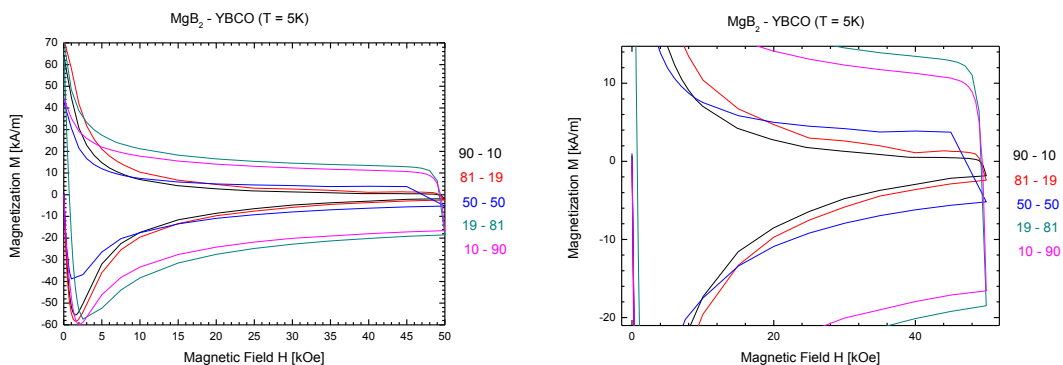 MgB₂ - YBCO (T = 5K)
Magnetization M [kA/m]
70
60
50
40
30
20
10
0
-10
-20
-30
-40
-50
-60
0 5 10 15 20 25 30 35 40 45 50
Magnetic Field H [kOe]
90 - 10
81 - 19
50 - 50
19 - 81
10 - 90
MgB₂ - YBCO (T = 5K)
Magnetization M [kA/m]
10
0
-10
-20
0 20 40
Magnetic Field H [kOe]
90 - 10
81 - 19
50 - 50
19 - 81
10 - 90